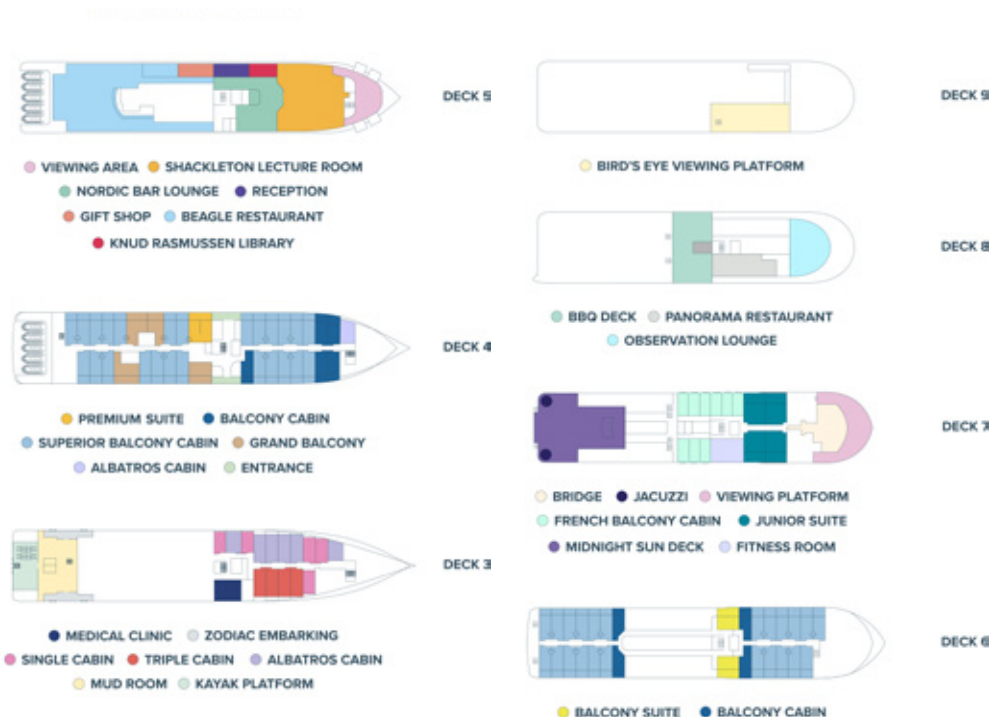 DECK 5
VIEWING AREA SHACKLETON LECTURE ROOM
NORDIC BAR LOUNGE RECEPTION
GIFT SHOP BEAGLE RESTAURANT
KNUD RASMUSSEN LIBRARY
DECK 4
PREMIUM SUITE BALCONY CABIN
SUPERIOR BALCONY CABIN GRAND BALCONY
ALBATROS CABIN ENTRANCE
DECK 3
MEDICAL CLINIC ZODIAC EMBARKING
SINGLE CABIN TRIPLE CABIN ALBATROS CABIN
MUD ROOM KAYAK PLATFORM
DECK 9
BIRD'S EYE VIEWING PLATFORM
DECK 8
BBQ DECK PANORAMA RESTAURANT
OBSERVATION LOUNGE
DECK 7
BRIDGE JACUZZI VIEWING PLATFORM
FRENCH BALCONY CABIN JUNIOR SUITE
MIDNIGHT SUN DECK FITNESS ROOM
DECK 6
BALCONY SUITE BALCONY CABIN